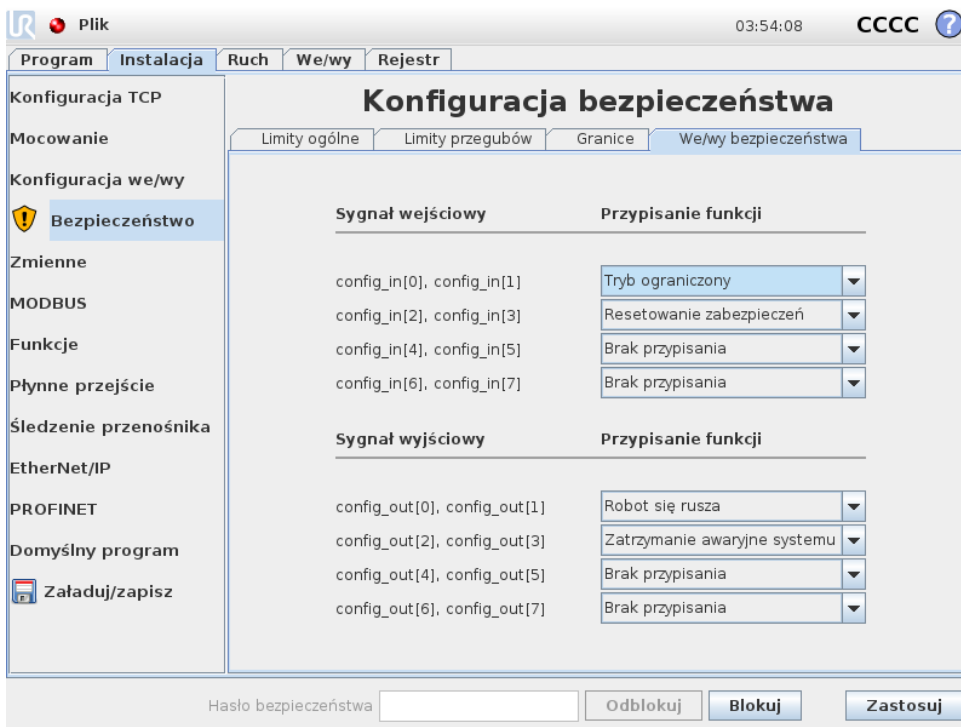 UR Plik 03:54:08 CCCC ?
Program Instalacja Ruch We/wy Rejestr
Konfiguracja TCP
Mocowanie
Konfiguracja we/wy
Bezpieczeństwo
Zmienne
MODBUS
Funkcje
Płynne przejście
Śledzenie przenośnika
EtherNet/IP
PROFINET
Domyślny program
Załaduj/zapisz
Konfiguracja bezpieczeństwa
Limity ogólne Limity przegubów Granice We/wy bezpieczeństwa
Sygnał wejściowy Przypisanie funkcji
config_in[0], config_in[1] Tryb ograniczony
config_in[2], config_in[3] Resetowanie zabezpieczeń
config_in[4], config_in[5] Brak przypisania
config_in[6], config_in[7] Brak przypisania
Sygnał wyjściowy Przypisanie funkcji
config_out[0], config_out[1] Robot się rusza
config_out[2], config_out[3] Zatrzymanie awaryjne systemu
config_out[4], config_out[5] Brak przypisania
config_out[6], config_out[7] Brak przypisania
Hasło bezpieczeństwa Odblokuj Blokuj Zastosuj